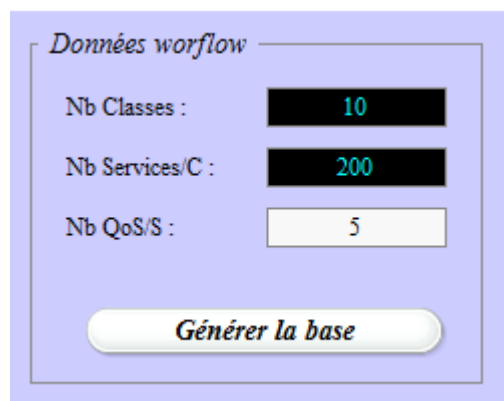 Données worflow
Nb Classes : 10
Nb Services/C : 200
Nb QoS/S : 5
Générer la base